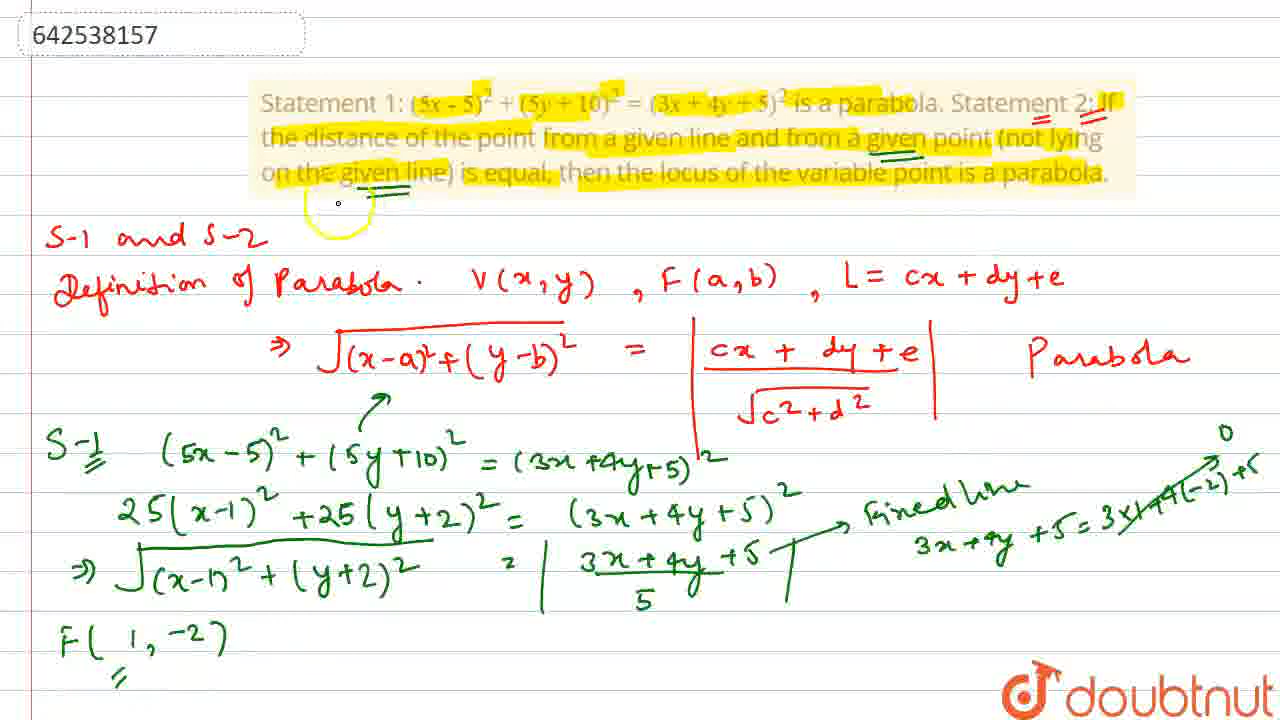 642538157
Statement 1: (5x - 5)² + (5y + 10)² = (3x + 4y + 5)² is a parabola. Statement 2: If
the distance of the point from a given line and from a given point (not lying
on the given line) is equal, then the locus of the variable point is a parabola.
S-1 and S-2
Definition of Parabola. V(x,y), F(a,b), L = cx + dy + e
⇒ √(x-a)²+(y-b)² = |cx + dy + e / √c²+d²| Parabola
S-1 (5x-5)² + (5y+10)² = (3x+4y+5)²
25(x-1)² + 25(y+2)² = (3x+4y+5)² → Fixed line
3x+4y+5 = 3×1+4(-2)+5 → 0
⇒ √(x-1)² + (y+2)² = |3x+4y+5 / 5|
F(1, -2)
doubtnut